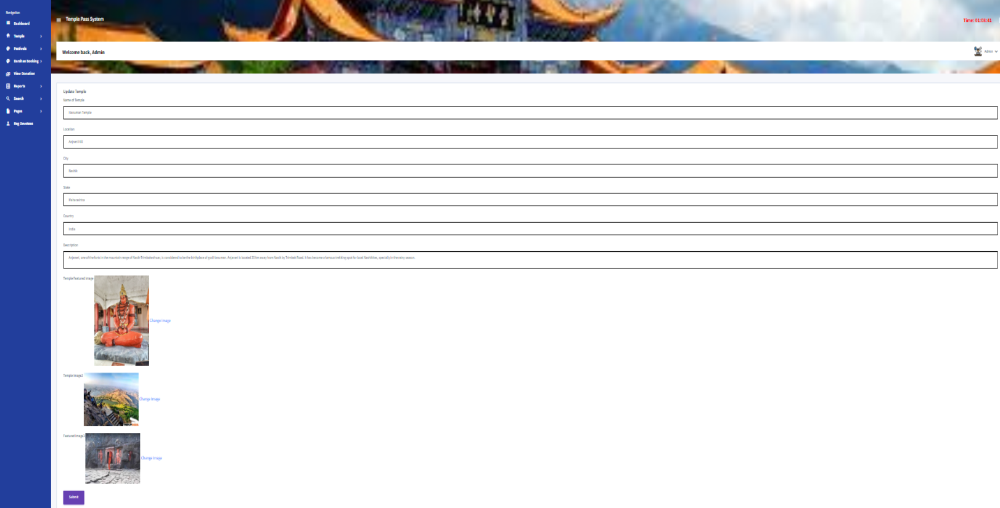 Navigation
Dashboard
Temple
Festivals
Darshan Booking
View Donation
Reports
Search
Pages
Reg Devotees
Temple Pass System
Time: 01:08:41
Welcome back, Admin
Admin
Update Temple
Name of Temple
Hanuman Temple
Location
Anjneri Hill
City
Nashik
State
Maharashtra
Country
India
Description
Anjaneri, one of the forts in the mountain range of Nasik-Trimbakeshwar, is considered to be the birthplace of god Hanuman. Anjaneri is located 20 km away from Nasik by Trimbak Road. It has become a famous trekking spot for local Nashikites, specially in the rainy season.
Temple Featured Image
Change Image
Temple Image2
Change Image
Featured Image3
Change Image
Submit